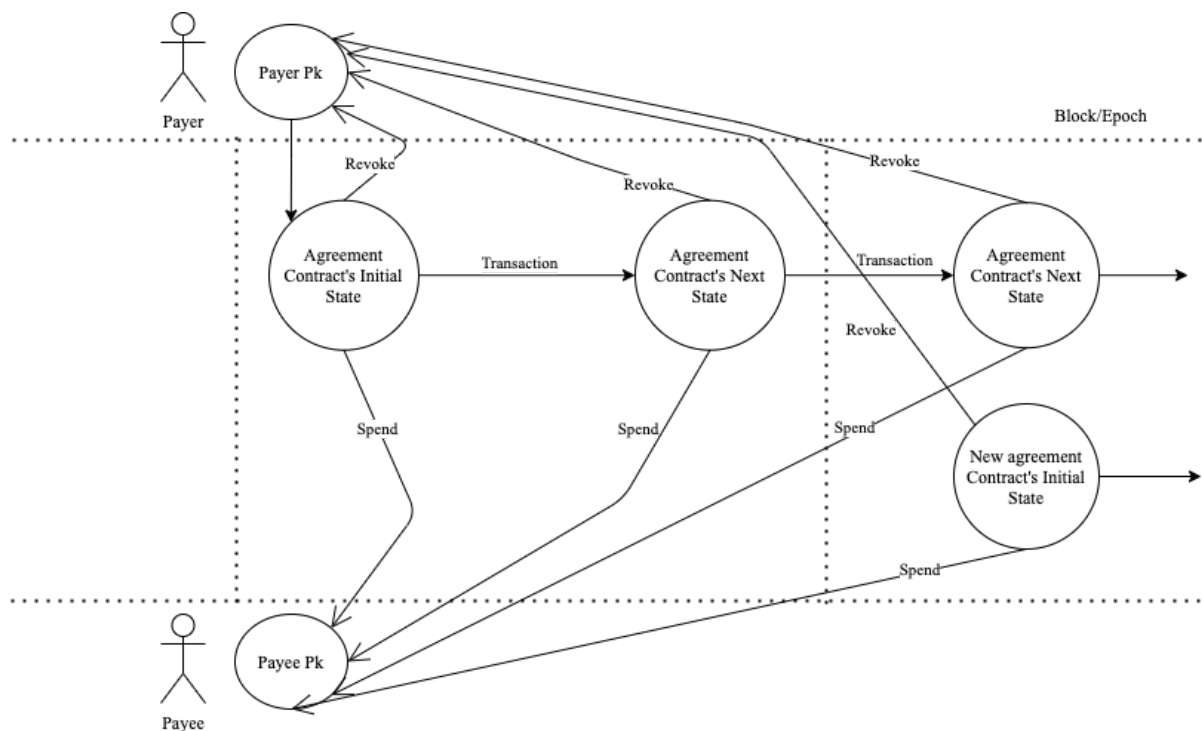 Payer Pk
Block/Epoch
Payer
Revoke
Revoke
Revoke
Agreement
Contract's Initial
State
Transaction
Agreement
Contract's Next
State
Transaction
Agreement
Contract's Next
State
Revoke
Spend
Spend
Spend
New agreement
Contract's Initial
State
Spend
Payee Pk
Payee